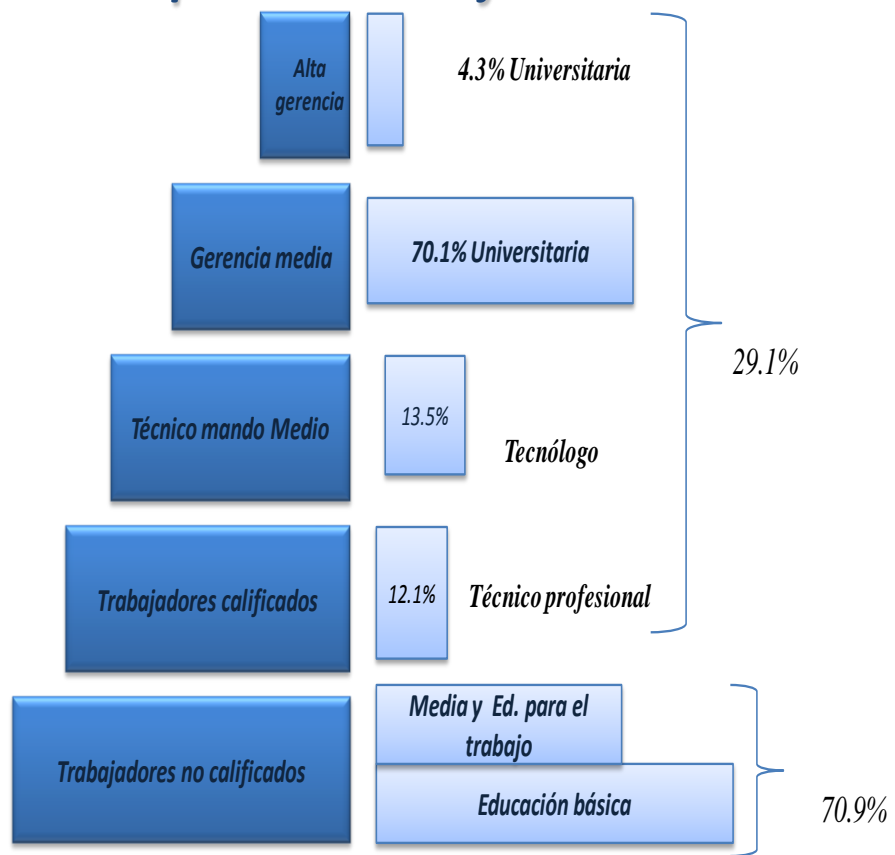 Alta
gerencia
4.3% Universitaria
Gerencia media
70.1% Universitaria
29.1%
Técnico mando Medio
13.5%
Tecnólogo
Trabajadores calificados
12.1%
Técnico profesional
Media y Ed. para el
trabajo
Trabajadores no calificados
Educación básica
70.9%